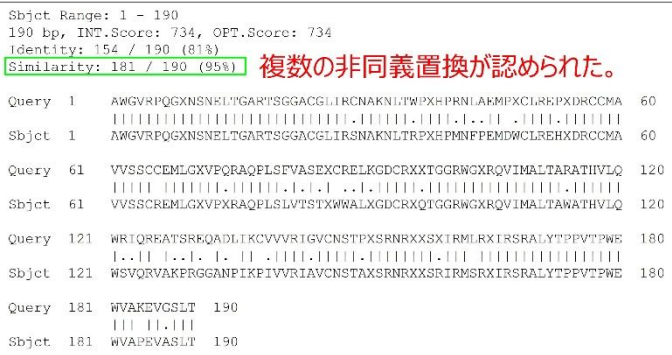 Sbjct Range: 1 - 190
190 bp, INT.Score: 734, OPT.Score: 734
Identity: 154 / 190 (81%)
Similarity: 181 / 190 (95%) 複数の非同義置換が認められた。
Query 1 AWGVRPQGXNSNELTGARTSGGACGLIRCNAKNLTWPXHPRNLAEMPXCLREPXDRCCMA 60
||||||||||||||||||||||||||||.||||||.||||.|..||..|||||.|||||||
Sbjct 1 AWGVRPQGXNSNELTGARTSGGACGLIRSNAKNLTRPXHPMNFPEMDWCLREHXDRCCMA 60
Query 61 VVSSCCEMLGXVPQRAQPLSFVASEXCRELKGDCRXXTGGRWGXRQVIMALTARATHVLQ 120
||||| ||||||| ||||||..|.| ..|.||||| |||||||||||||||.|||||||
Sbjct 61 VVSSCREMLGXVPXRAQPLSLVTSTXWWALXGDCRXQTGGRWGXRQVIMALTAWATHVLQ 120
Query 121 WRIQREATSREQADLIKCVVVRIGVCNSTPXSRNRXXSXIRMLRXIRSRALYTPPVTPWE 180
|..||.|. |. |. .||.|.||||.|||||.|||||| ||.|||.|||||||||||||||
Sbjct 121 WSVQRVAKPRGGANPIKPIVVRIAVCNSTAXSRNRXXSRIRMSRXIRSRALYTPPVTPWE 180
Query 181 WVAKEVGSLT 190
||| ||.|||
Sbjct 181 WVAPEVASLT 190